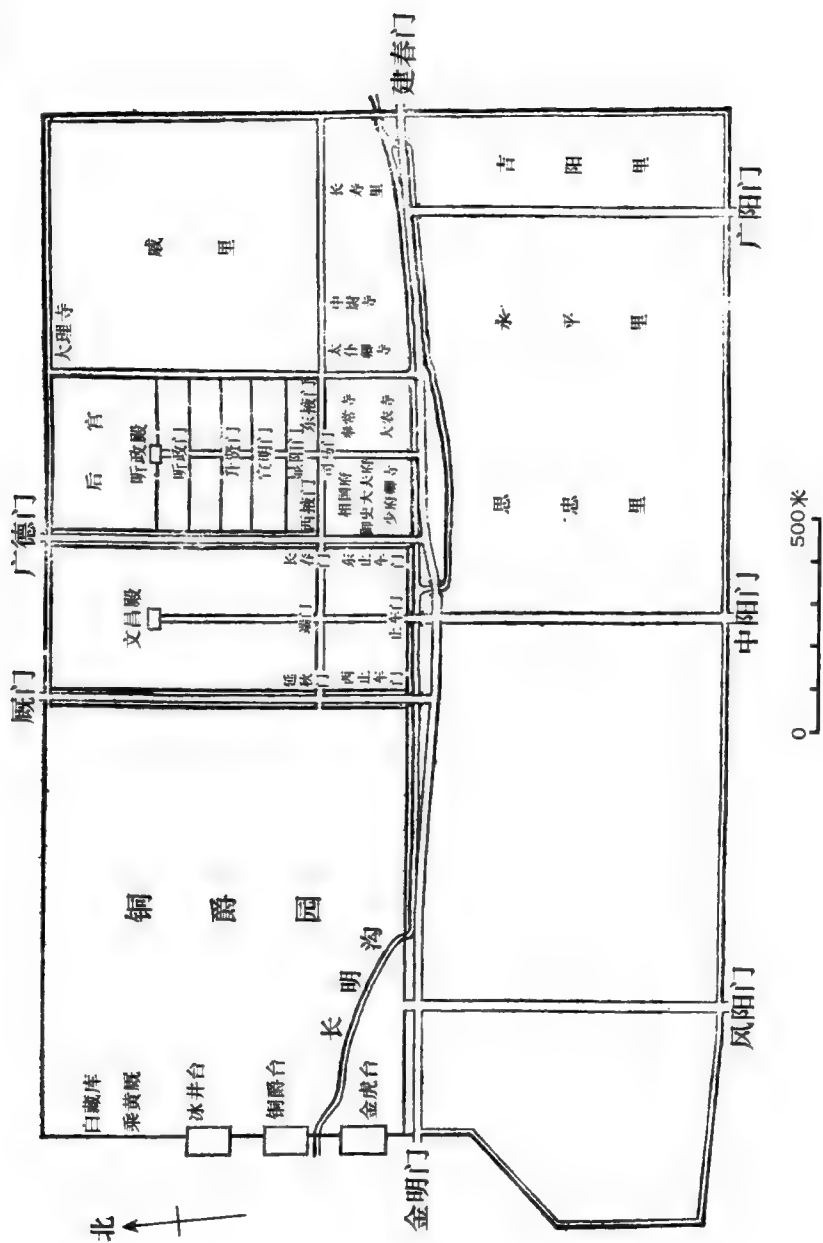 北
厩门
广德门
建春门
金明门
凤阳门
中阳门
广阳门
白藏库
乘黄厩
冰井台
铜爵台
金虎台
铜爵园
长明沟
文昌殿
端门
止车门
延秋门
西止车门
长春门
东止车门
后宫
听政殿
听政门
升贤门
宣明门
显阳门
司马门
西掖门
东掖门
相国府
御史大夫府
少府卿寺
奉常寺
大农寺
大理寺
戚里
太仆卿寺
中尉寺
长寿里
吉阳里
永平里
思忠里
0 500米